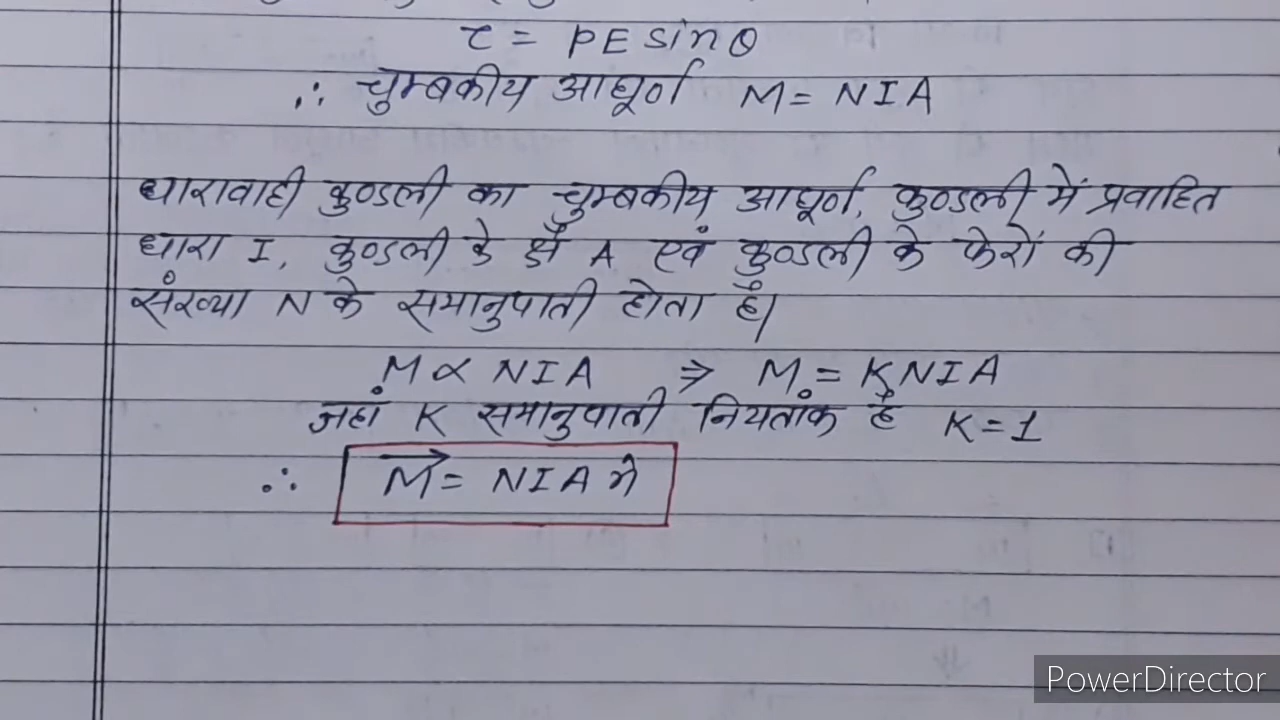 τ = PE sinθ
∴ चुम्बकीय आघूर्ण M = NIA
धारावाही कुण्डली का चुम्बकीय आघूर्ण, कुण्डली में प्रवाहित
धारा I, कुण्डली के क्षे A एवं कुण्डली के फेरों की
संख्या N के समानुपाती होता है।
M ∝ NIA ⇒ M = KNIA
जहां K समानुपाती नियतांक है K = 1
∴ M⃗ = NIA
PowerDirector